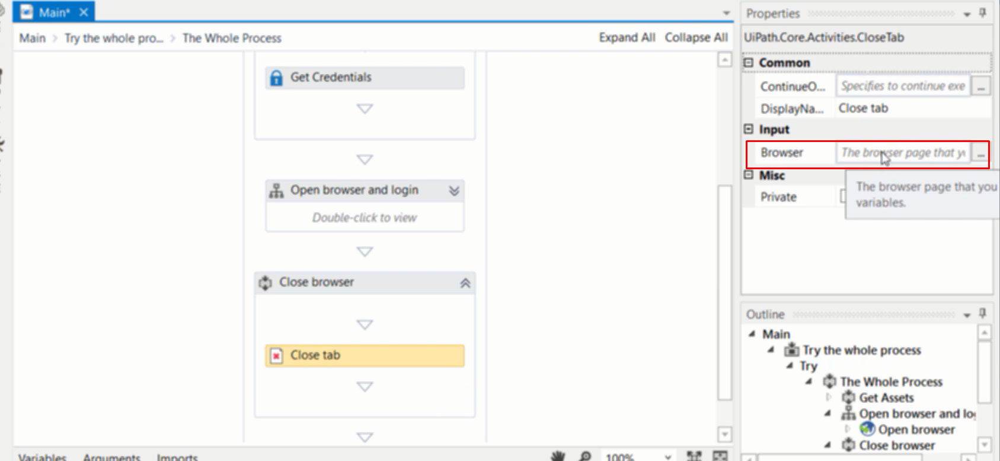 Main*
Main > Try the whole pro... > The Whole Process
Expand All Collapse All
Get Credentials
Open browser and login
Double-click to view
Close browser
Close tab
Variables Arguments Imports
100%
Properties
UiPath.Core.Activities.CloseTab
Common
ContinueO... Specifies to continue exe ...
DisplayNa... Close tab
Input
Browser The browser page that y ...
Misc
Private
The browser page that you
variables.
Outline
Main
Try the whole process
Try
The Whole Process
Get Assets
Open browser and log
Open browser
Close browser